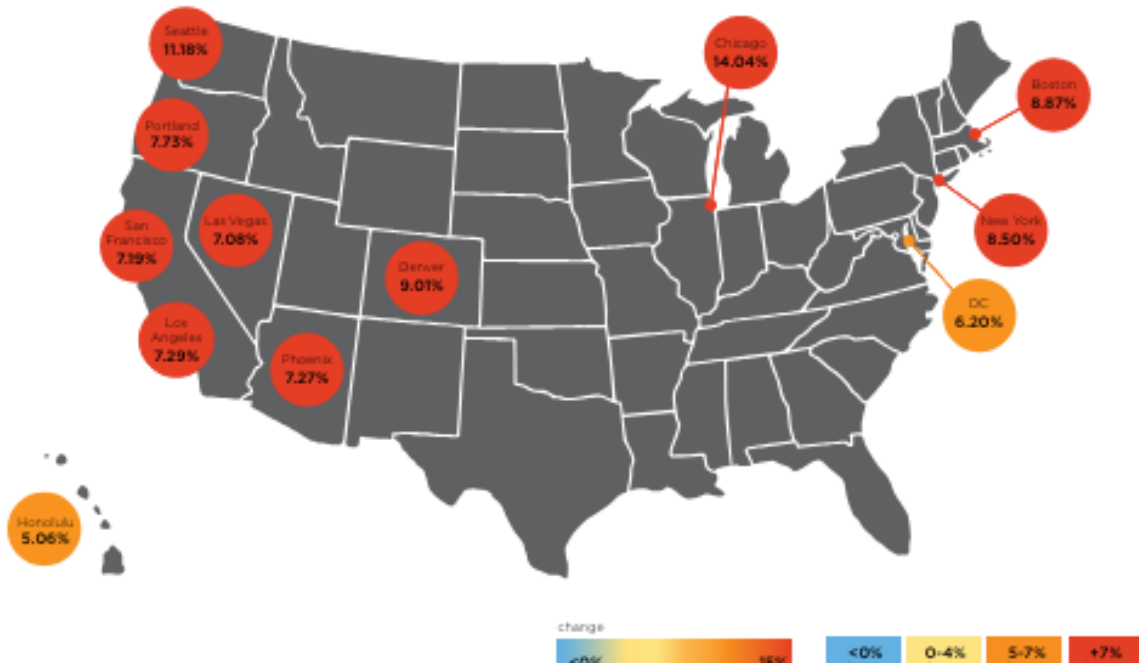 Seattle
11.18%
Chicago
14.04%
Boston
8.87%
Portland
7.73%
Las Vegas
7.08%
San
Francisco
7.19%
New York
8.50%
Denver
9.01%
DC
6.20%
Los
Angeles
7.29%
Phoenix
7.27%
Honolulu
5.06%
change
<0%
15%
<0%
0-4%
5-7%
+7%